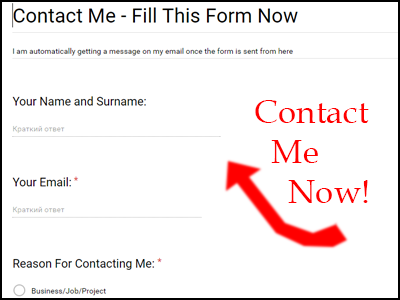 Contact Me - Fill This Form Now
I am automatically getting a message on my email once the form is sent from here
Your Name and Surname:
Краткий ответ
Contact
Me
Now!
Your Email: *
Краткий ответ
Reason For Contacting Me: *
Business/Job/Project